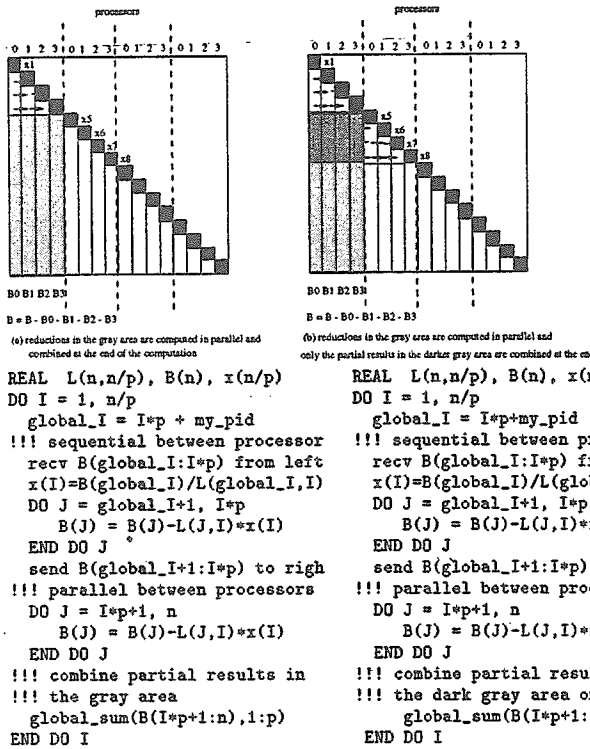 processors
0 1 2 3 0 1 2 3 0 1 2 3 0 1 2 3
x1
x5
x6
x7
x8
B0 B1 B2 B3
B = B - B0 - B1 - B2 - B3
(a) reductions in the gray area are computed in parallel and
combined at the end of the computation
REAL L(n,n/p), B(n), x(n/p)
DO I = 1, n/p
global_I = I*p + my_pid
!!! sequential between processor
recv B(global_I:I*p) from left
x(I)=B(global_I)/L(global_I,I)
DO J = global_I+1, I*p
B(J) = B(J)-L(J,I)*x(I)
END DO J
send B(global_I+1:I*p) to righ
!!! parallel between processors
DO J = I*p+1, n
B(J) = B(J)-L(J,I)*x(I)
END DO J
!!! combine partial results in
!!! the gray area
global_sum(B(I*p+1:n),1:p)
END DO I
processors
0 1 2 3 0 1 2 3 0 1 2 3 0 1 2 3
x1
x5
x6
x7
x8
B0 B1 B2 B3
B = B - B0 - B1 - B2 - B3
(b) reductions in the gray area are computed in parallel and
only the partial results in the darker gray area are combined at the en
REAL L(n,n/p), B(n), x(n
DO I = 1, n/p
global_I = I*p+my_pid
!!! sequential between p
recv B(global_I:I*p) f
x(I)=B(global_I)/L(glo
DO J = global_I+1, I*p
B(J) = B(J)-L(J,I)*
END DO J
send B(global_I+1:I*p)
!!! parallel between pro
DO J = I*p+1, n
B(J) = B(J)-L(J,I)*
END DO J
!!! combine partial resu
!!! the dark gray area o
global_sum(B(I*p+1:
END DO I